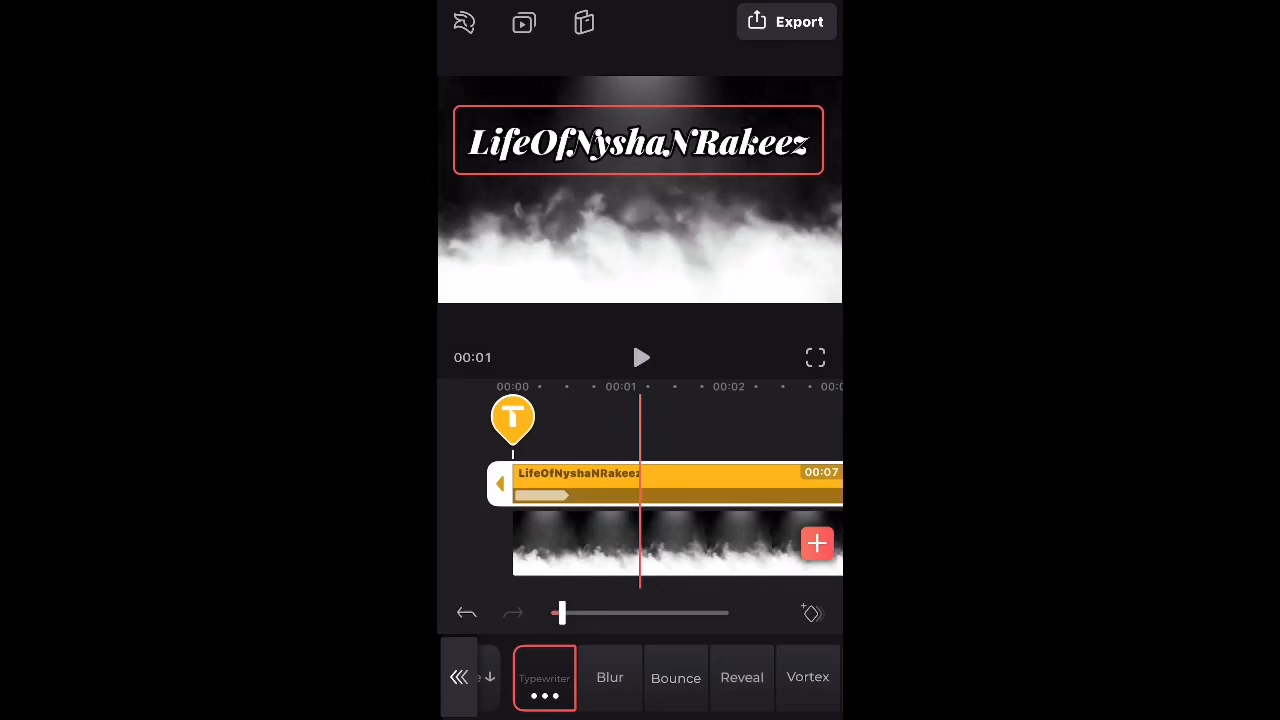 Export
LifeOfNyshaNRakeez
00:01
00:00 00:01 00:02
T
LifeOfNyshaNRakeez 00:07
Typewriter Blur Bounce Reveal Vortex